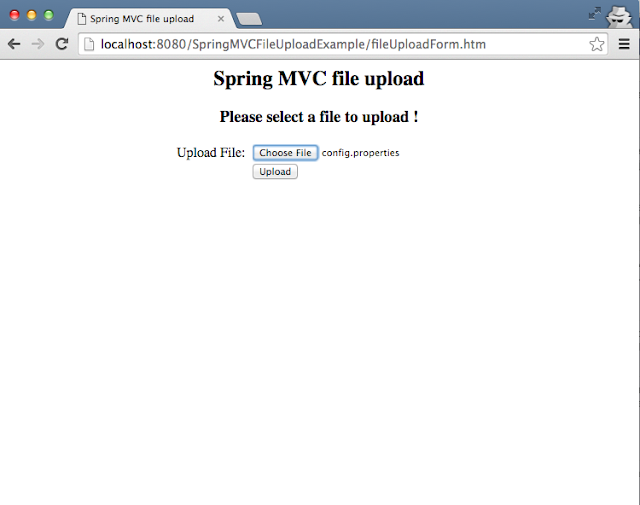 Spring MVC file upload
localhost:8080/SpringMVCFileUploadExample/fileUploadForm.htm
Spring MVC file upload
Please select a file to upload !
Upload File: Choose File config.properties
Upload